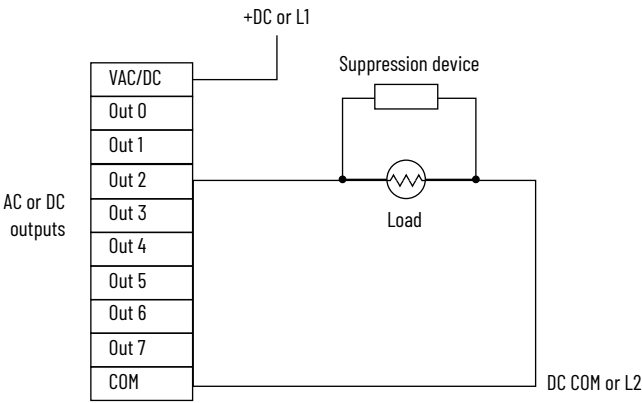 +DC or L1
Suppression device
VAC/DC
Out 0
Out 1
Out 2
Out 3
Out 4
Out 5
Out 6
Out 7
COM
AC or DC
outputs
Load
DC COM or L2